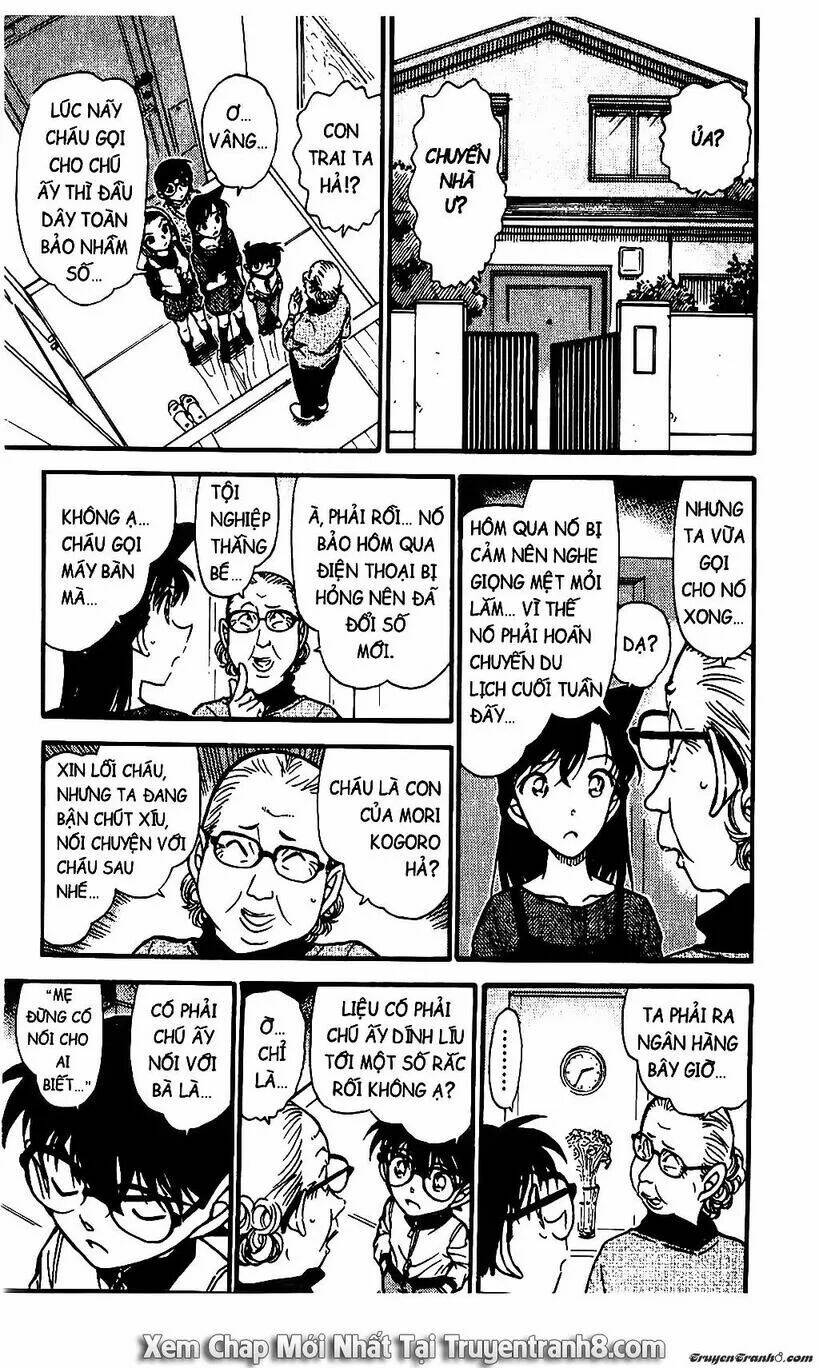 ỦA?
CHUYỂN
NHÀ
Ư?
CON
TRAI TA
HẢ!?
Ơ...
VÂNG...
LÚC NÃY
CHÁU GỌI
CHO CHÚ
ẤY THÌ ĐẦU
DÂY TOÀN
BẢO NHẦM
SỐ...
NHƯNG
TA VỪA
GỌI
CHO NÓ
XONG...
DẠ?
HÔM QUA NÓ BỊ
CẢM NÊN NGHE
GIỌNG MỆT MỎI
LẮM... VÌ THẾ
NÓ PHẢI HOÃN
CHUYẾN DU
LỊCH CUỐI TUẦN
ĐẤY...
À, PHẢI RỒI... NÓ
BẢO HÔM QUA
ĐIỆN THOẠI BỊ
HỎNG NÊN ĐÃ
ĐỔI SỐ
MỚI.
TỘI
NGHIỆP
THẰNG
BÉ...
KHÔNG Ạ...
CHÁU GỌI
MÁY BÀN
MÀ...
CHÁU LÀ CON
CỦA MORI
KOGORO
HẢ?
XIN LỖI CHÁU,
NHƯNG TA ĐANG
BẬN CHÚT XÍU,
NÓI CHUYỆN VỚI
CHÁU SAU
NHÉ...
TA PHẢI RA
NGÂN HÀNG
BÂY GIỜ...
......
LIỆU CÓ PHẢI
CHÚ ẤY DÍNH LÍU
TỚI MỘT SỐ RẮC
RỐI KHÔNG Ạ?
Ờ...
CHỈ
LÀ...
CÓ PHẢI
CHÚ ẤY
NÓI VỚI
BÀ LÀ...
"MẸ
ĐỪNG CÓ
NÓI CHO
AI
BIẾT..."
Xem Chap Mới Nhất Tại Truyentranh8.com
TruyenTranh8.com